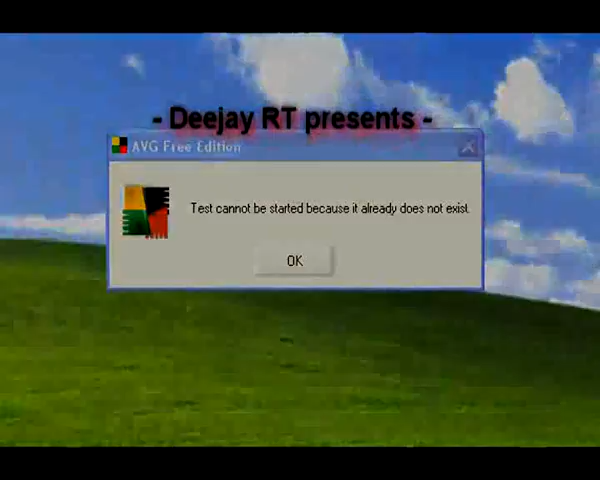 - Deejay RT presents -
AVG Free Edition
Test cannot be started because it already does not exist.
OK